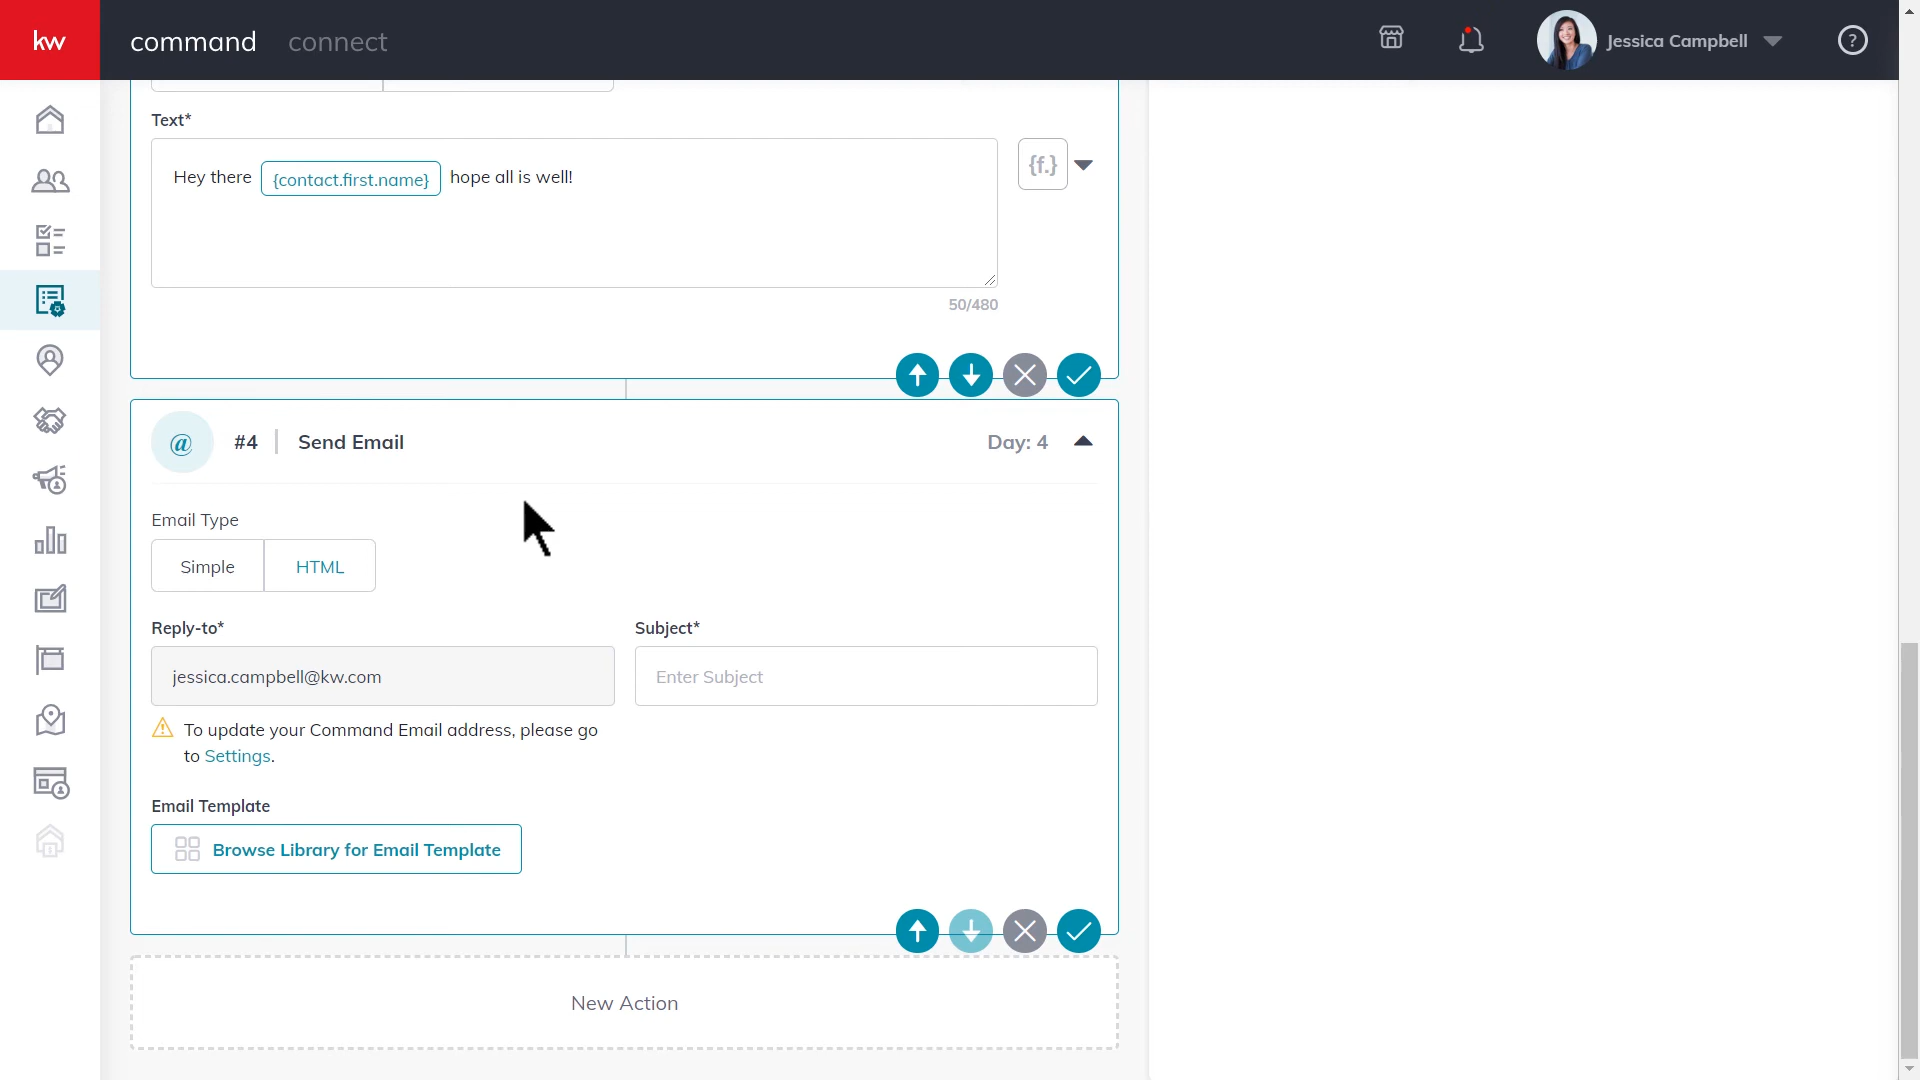 kw
command connect
Jessica Campbell
?
Text*
Hey there {contact.first.name} hope all is well!
{f.}
50/480
@ #4 Send Email Day: 4
Email Type
Simple HTML
Reply-to* Subject*
jessica.campbell@kw.com Enter Subject
To update your Command Email address, please go
to Settings.
Email Template
Browse Library for Email Template
New Action